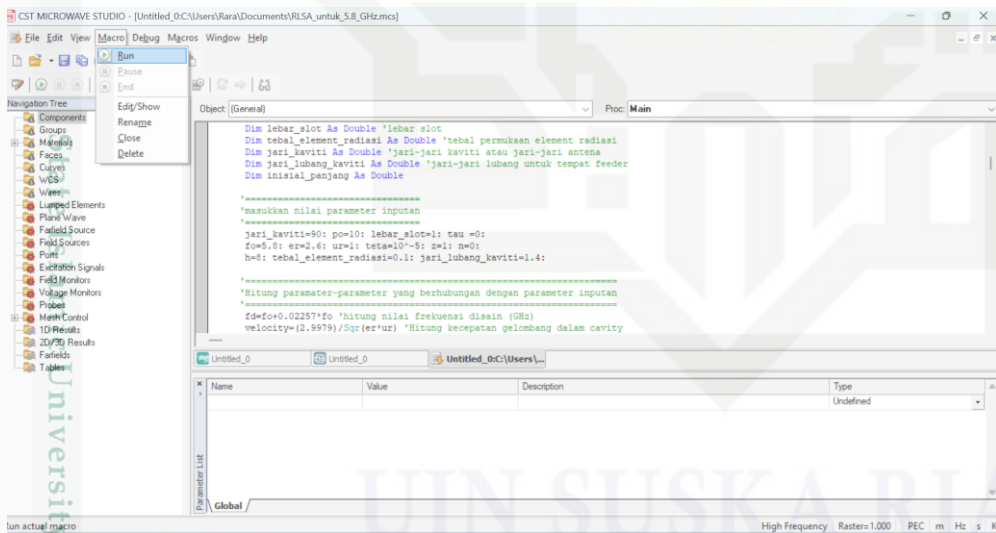 CST MICROWAVE STUDIO - [Untitled_0:C:\Users\Rara\Documents\RLSA_untuk_5.8_GHz.mcs]
File Edit View Macro Debug Macros Window Help
Run
Pause
End
Edit/Show
Rename
Close
Delete
Navigation Tree
Components
Groups
Materials
Faces
Curves
WCS
Wires
Lumped Elements
Plane Wave
Farfield Source
Field Sources
Ports
Excitation Signals
Field Monitors
Voltage Monitors
Probes
Mesh Control
1D Results
2D/3D Results
Farfields
Tables
Object: (General) Proc: Main
Dim lebar_slot As Double 'lebar slot
Dim tebal_element_radiasi As Double 'tebal permukaan element radiasi
Dim jari_kaviti As Double 'jari-jari kaviti atau jari-jari antena
Dim jari_lubang_kaviti As Double 'jari-jari lubang untuk tempat feeder
Dim inisial_panjang As Double
'================================
'masukkan nilai parameter inputan
'================================
jari_kaviti=90: po=10: lebar_slot=1: tau =0:
fo=5.8: er=2.6: ur=1: teta=10^-5: z=1: n=0:
h=8: tebal_element_radiasi=0.1: jari_lubang_kaviti=1.4:
'====================================================================
'Hitung paramater-parameter yang berhubungan dengan parameter inputan
'====================================================================
fd=fo+0.02257*fo 'hitung nilai frekuensi disain (GHz)
velocity=(2.9979)/Sqr(er*ur) 'Hitung kecepatan gelombang dalam cavity
Untitled_0 Untitled_0 Untitled_0:C:\Users\...
Name Value Description Type
Undefined
Parameter List
Global
State Islamic Universit
UIN SUSKA RIA
Run actual macro
High Frequency Raster=1.000 PEC m Hz s K